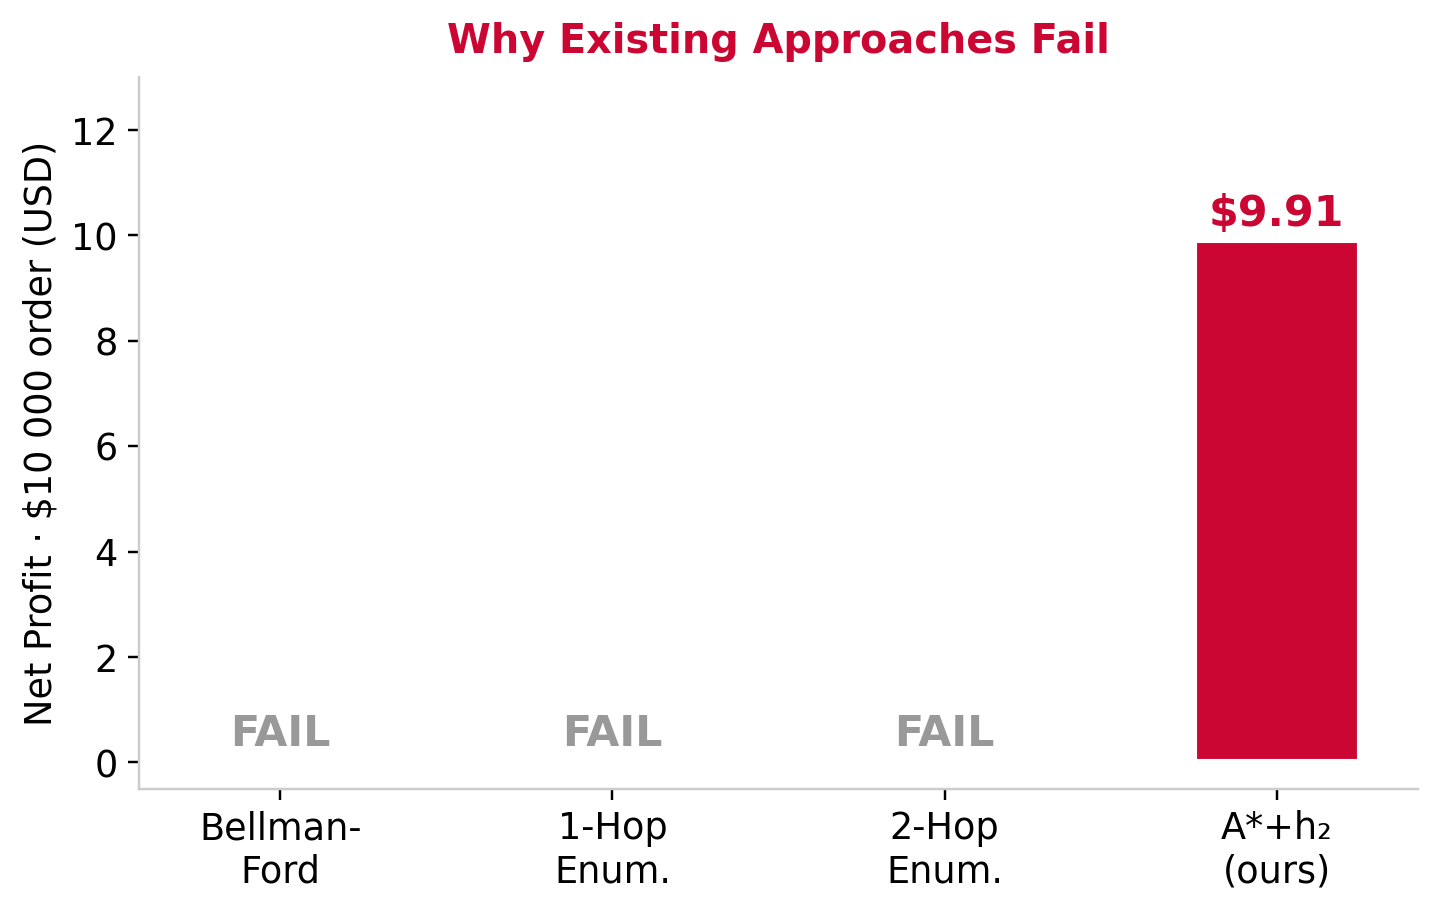 Why Existing Approaches Fail
Net Profit · $10 000 order (USD)
12
10
8
6
4
2
0
FAIL
FAIL
FAIL
$9.91
Bellman-
Ford
1-Hop
Enum.
2-Hop
Enum.
A*+h₂
(ours)